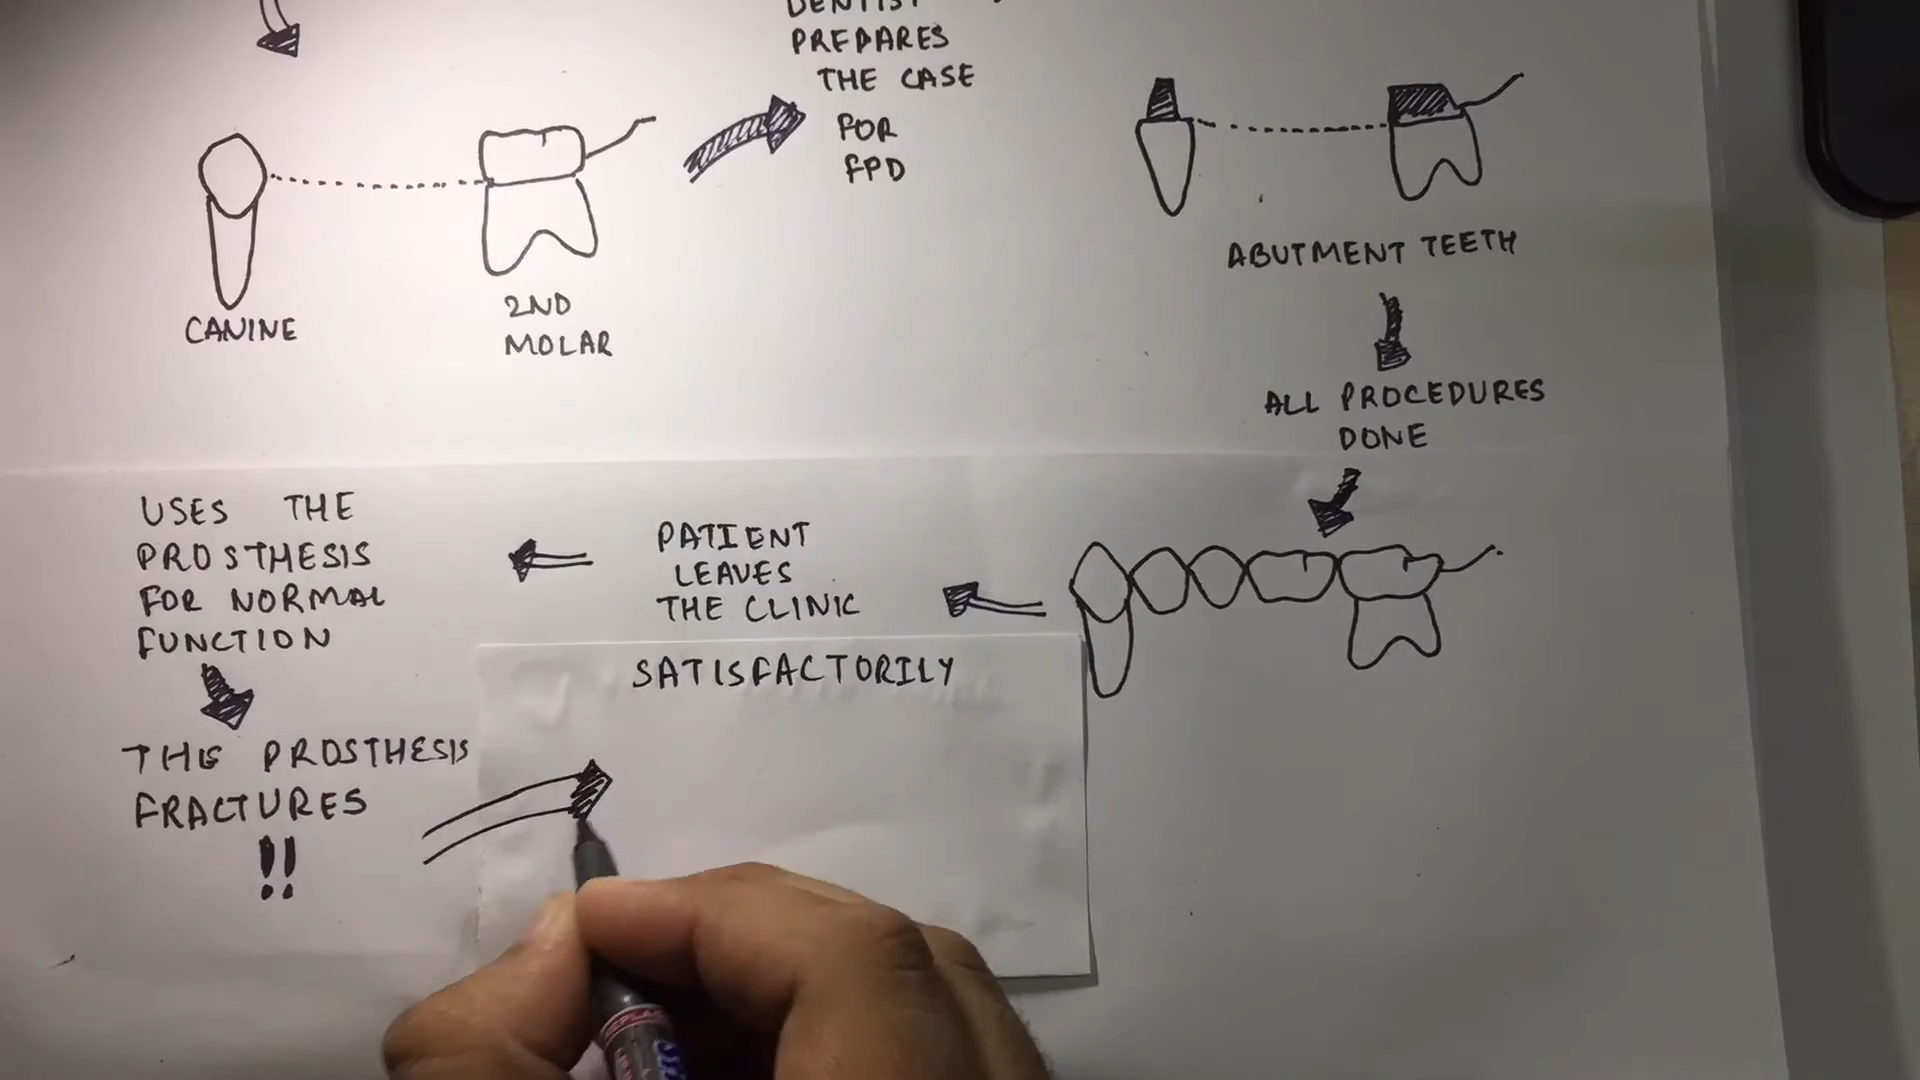 DENTIST
PREPARES
THE CASE
FOR
FPD
CANINE
2ND
MOLAR
ABUTMENT TEETH
ALL PROCEDURES
DONE
PATIENT
LEAVES
THE CLINIC
SATISFACTORILY
USES THE
PROSTHESIS
FOR NORMAL
FUNCTION
THE PROSTHESIS
FRACTURES
!!